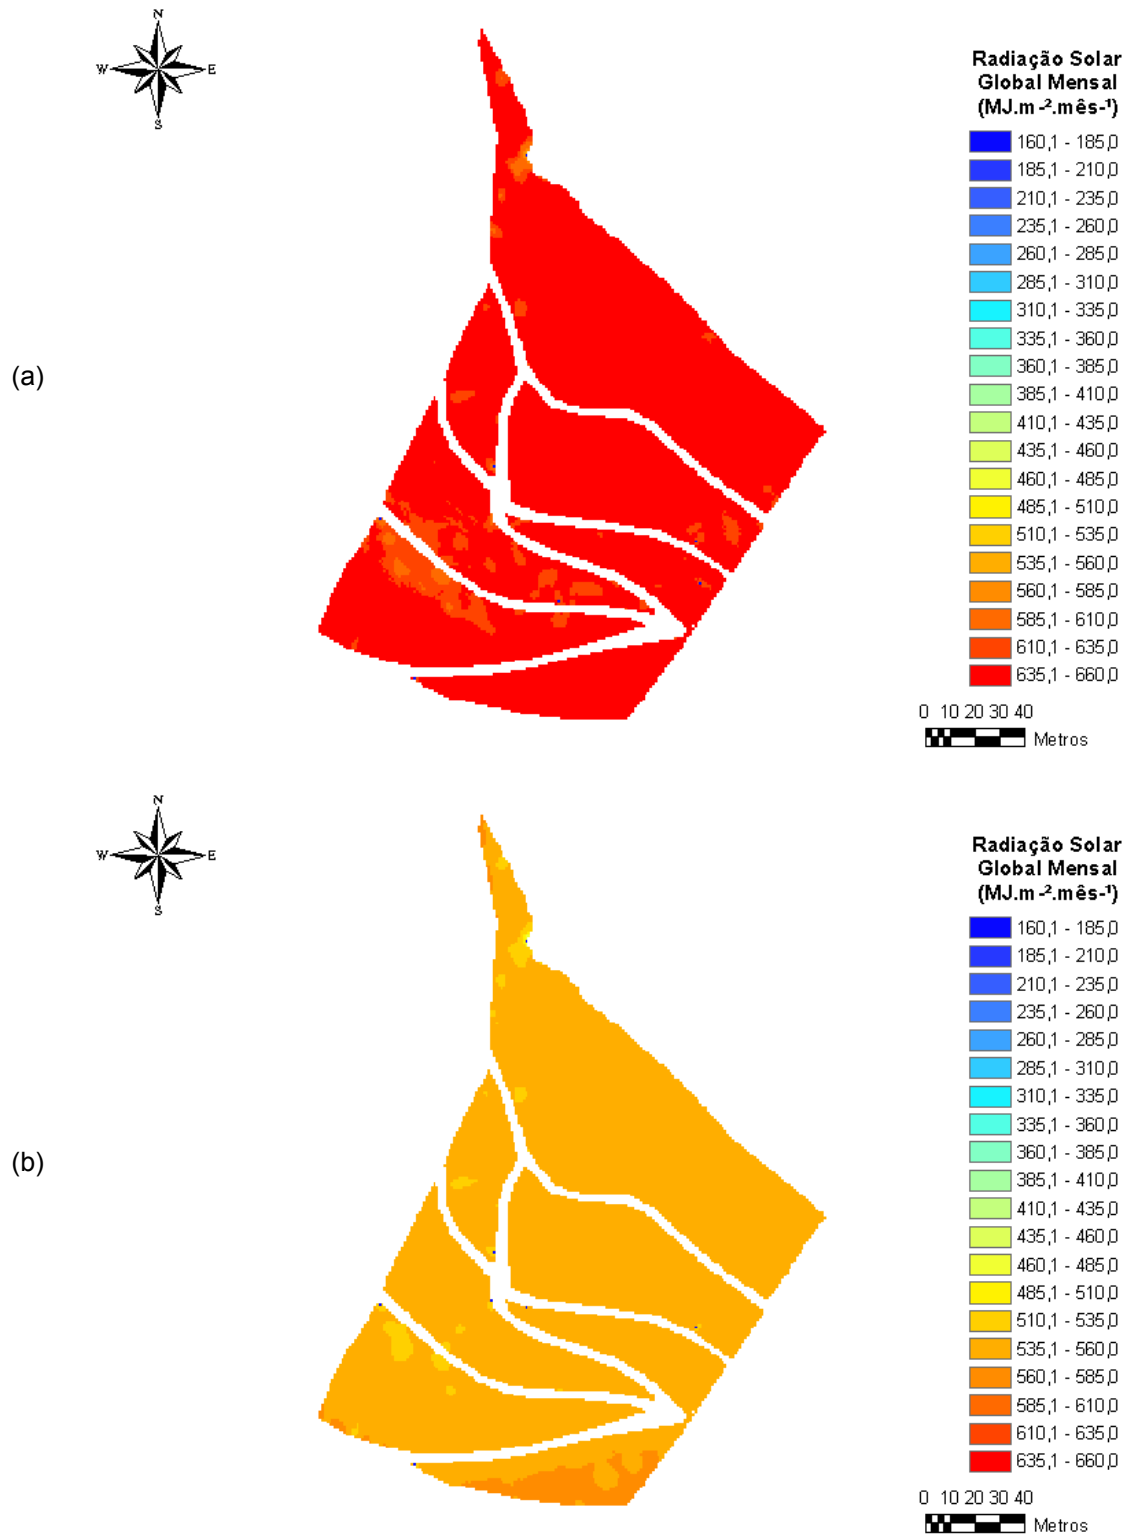 N
W E
S
Radiação Solar
Global Mensal
(MJ.m-².mês-¹)
160,1 - 185,0
185,1 - 210,0
210,1 - 235,0
235,1 - 260,0
260,1 - 285,0
285,1 - 310,0
310,1 - 335,0
335,1 - 360,0
360,1 - 385,0
(a)
385,1 - 410,0
410,1 - 435,0
435,1 - 460,0
460,1 - 485,0
485,1 - 510,0
510,1 - 535,0
535,1 - 560,0
560,1 - 585,0
585,1 - 610,0
610,1 - 635,0
635,1 - 660,0
0 10 20 30 40
Metros
N
W E
S
Radiação Solar
Global Mensal
(MJ.m-².mês-¹)
160,1 - 185,0
185,1 - 210,0
210,1 - 235,0
235,1 - 260,0
260,1 - 285,0
285,1 - 310,0
310,1 - 335,0
335,1 - 360,0
360,1 - 385,0
(b)
385,1 - 410,0
410,1 - 435,0
435,1 - 460,0
460,1 - 485,0
485,1 - 510,0
510,1 - 535,0
535,1 - 560,0
560,1 - 585,0
585,1 - 610,0
610,1 - 635,0
635,1 - 660,0
0 10 20 30 40
Metros